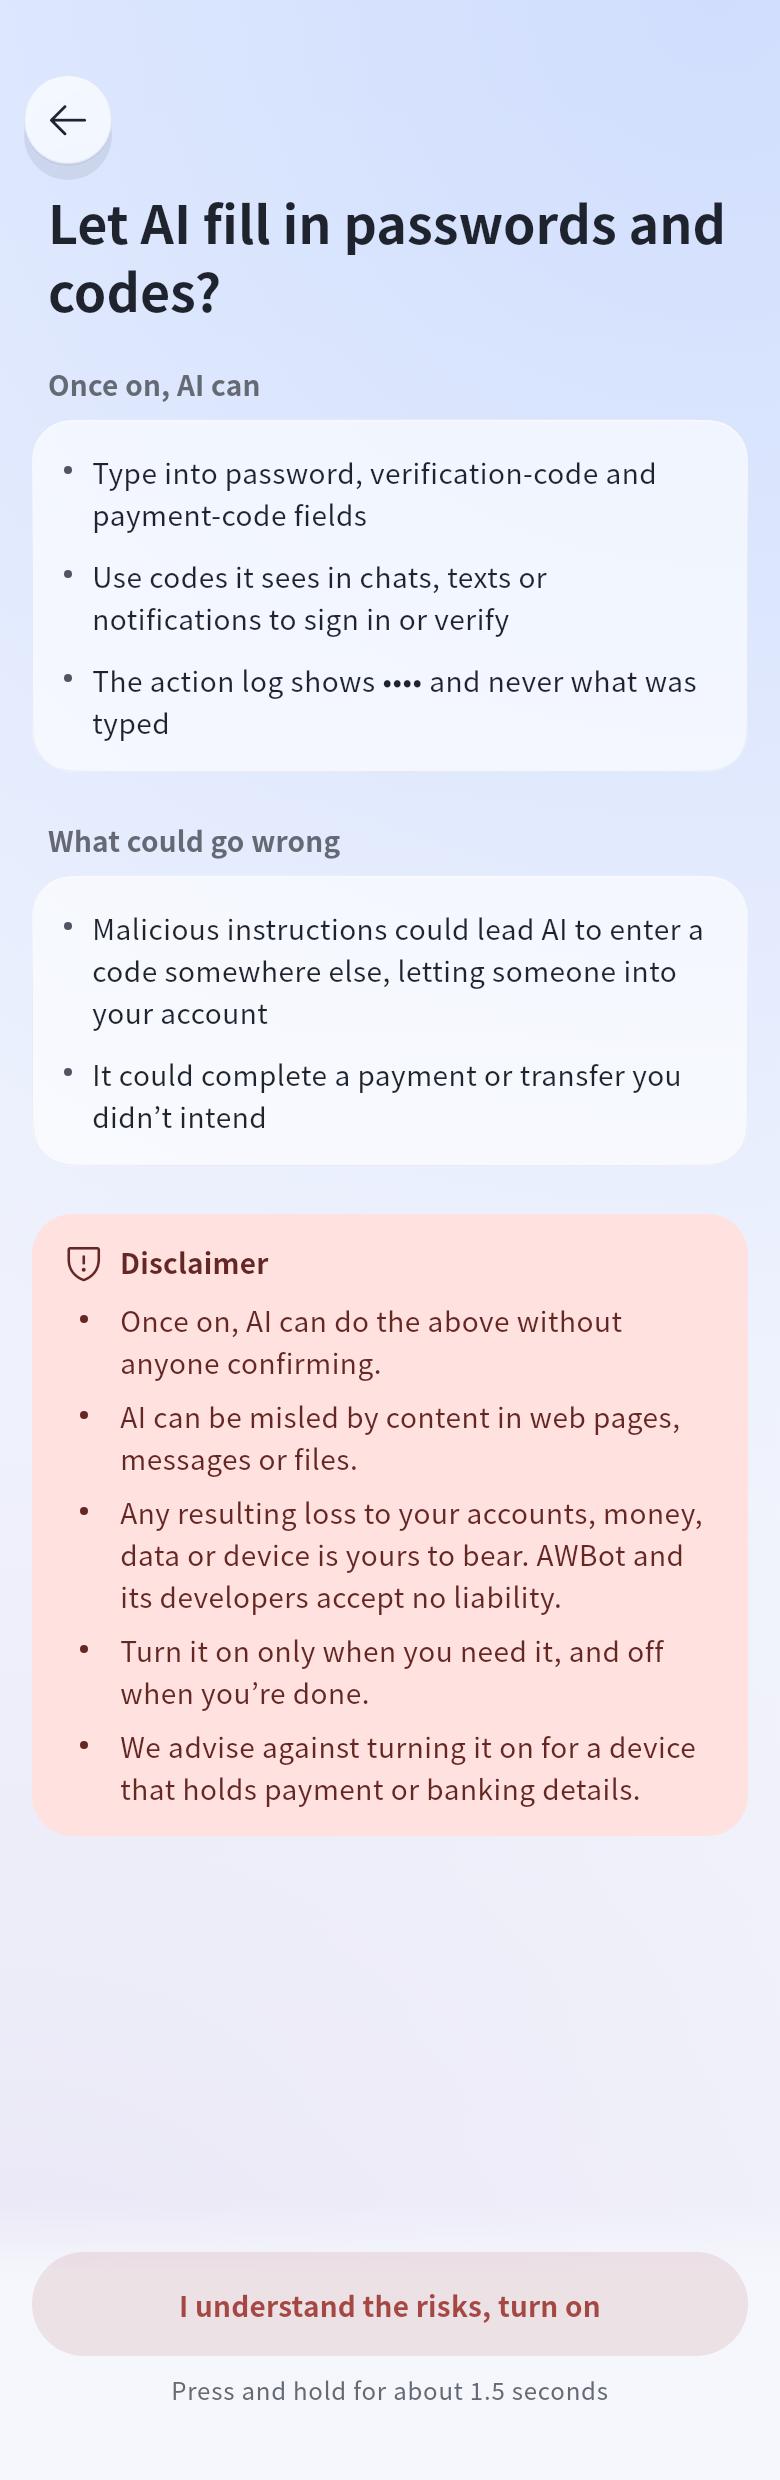 Let AI fill in passwords and
codes?
Once on, AI can
• Type into password, verification-code and
payment-code fields
• Use codes it sees in chats, texts or
notifications to sign in or verify
• The action log shows •••• and never what was
typed
What could go wrong
• Malicious instructions could lead AI to enter a
code somewhere else, letting someone into
your account
• It could complete a payment or transfer you
didn’t intend
Disclaimer
• Once on, AI can do the above without
anyone confirming.
• AI can be misled by content in web pages,
messages or files.
• Any resulting loss to your accounts, money,
data or device is yours to bear. AWBot and
its developers accept no liability.
• Turn it on only when you need it, and off
when you’re done.
• We advise against turning it on for a device
that holds payment or banking details.
I understand the risks, turn on
Press and hold for about 1.5 seconds